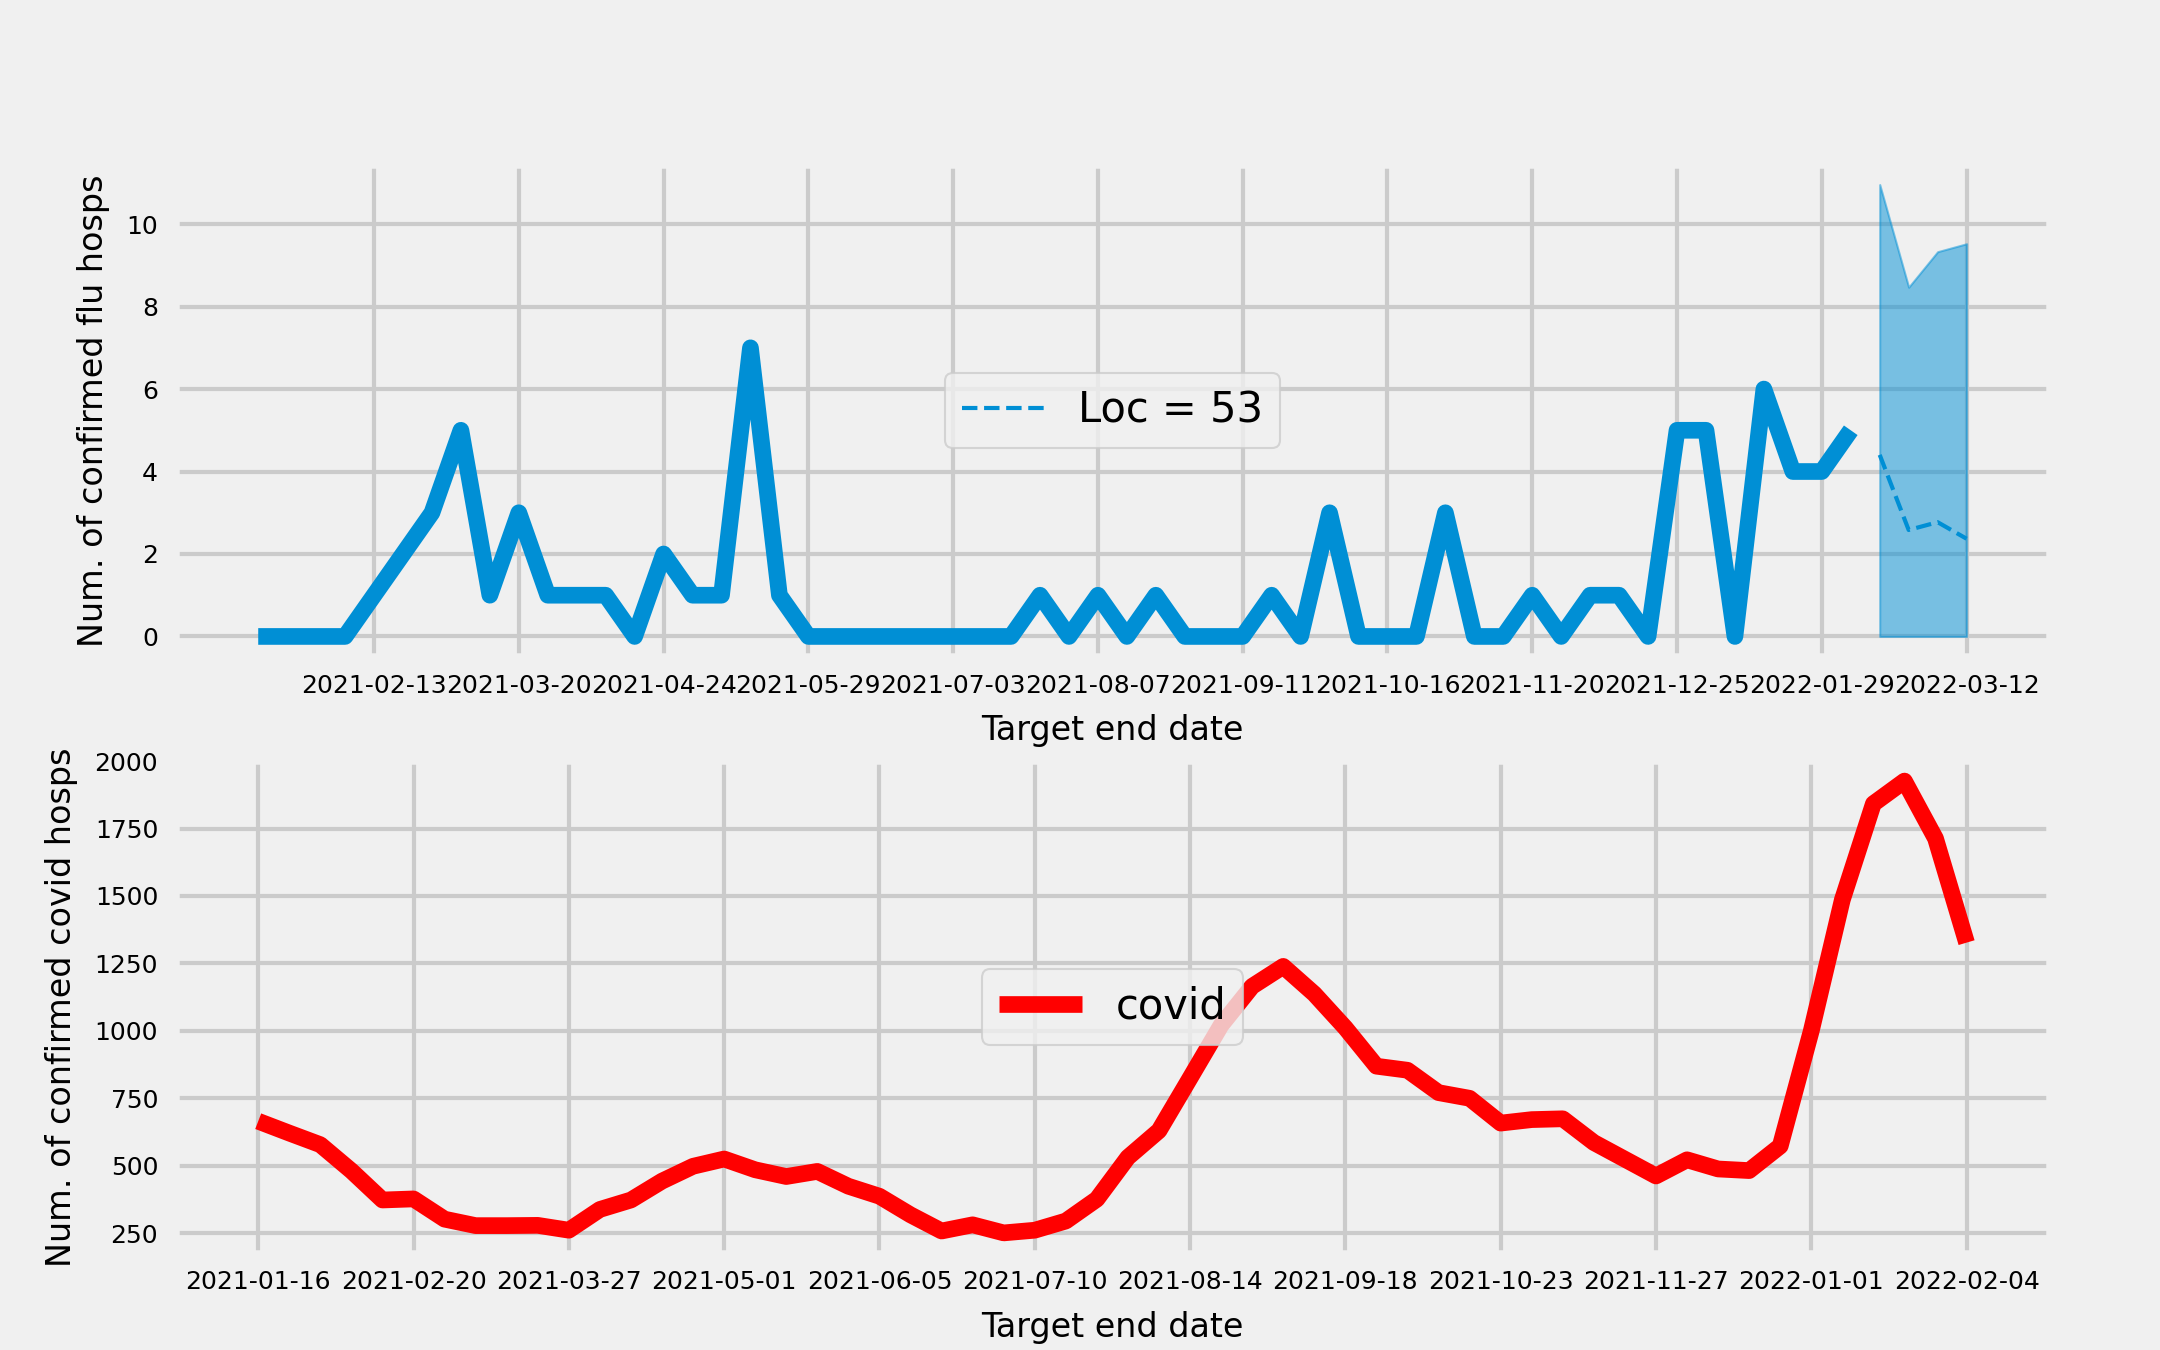 Num. of confirmed flu hosps
10
8
6
4
2
0
Loc = 53
2021-02-13 2021-03-20 2021-04-24 2021-05-29 2021-07-03 2021-08-07 2021-09-11 2021-10-16 2021-11-20 2021-12-25 2022-01-29 2022-03-12
Target end date
Num. of confirmed covid hosps
2000
1750
1500
1250
1000
750
500
250
covid
2021-01-16 2021-02-20 2021-03-27 2021-05-01 2021-06-05 2021-07-10 2021-08-14 2021-09-18 2021-10-23 2021-11-27 2022-01-01 2022-02-04
Target end date